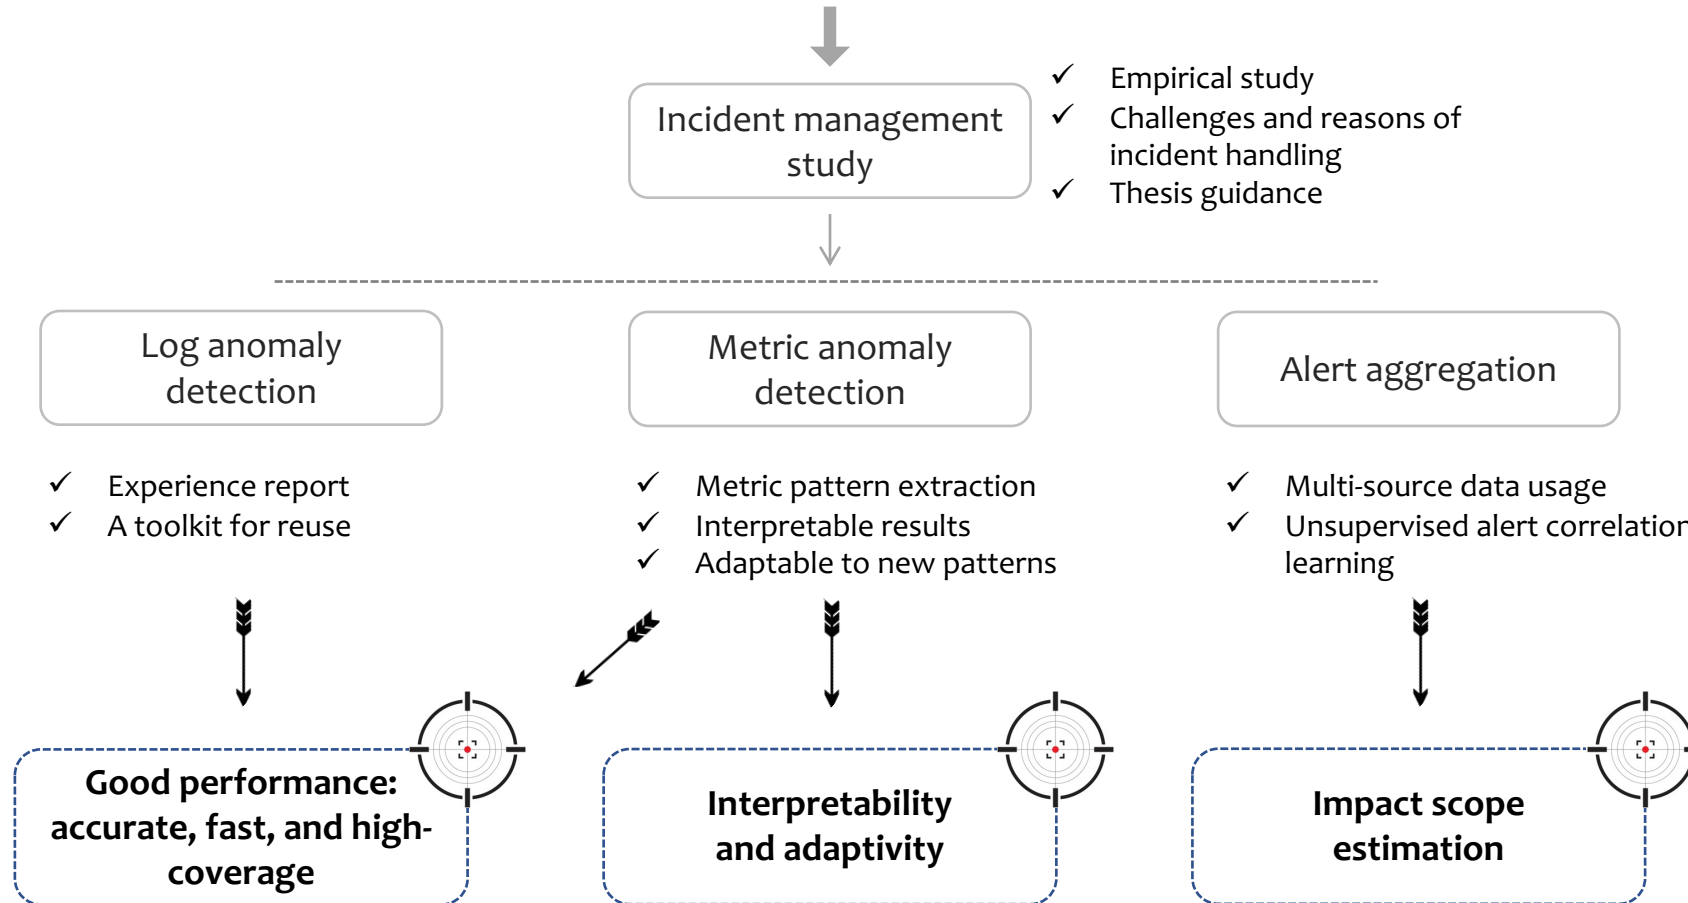 Incident management
study
✓ Empirical study
✓ Challenges and reasons of
incident handling
✓ Thesis guidance
Log anomaly
detection
Metric anomaly
detection
Alert aggregation
✓ Experience report
✓ A toolkit for reuse
✓ Metric pattern extraction
✓ Interpretable results
✓ Adaptable to new patterns
✓ Multi-source data usage
✓ Unsupervised alert correlation
learning
Good performance:
accurate, fast, and high-
coverage
Interpretability
and adaptivity
Impact scope
estimation